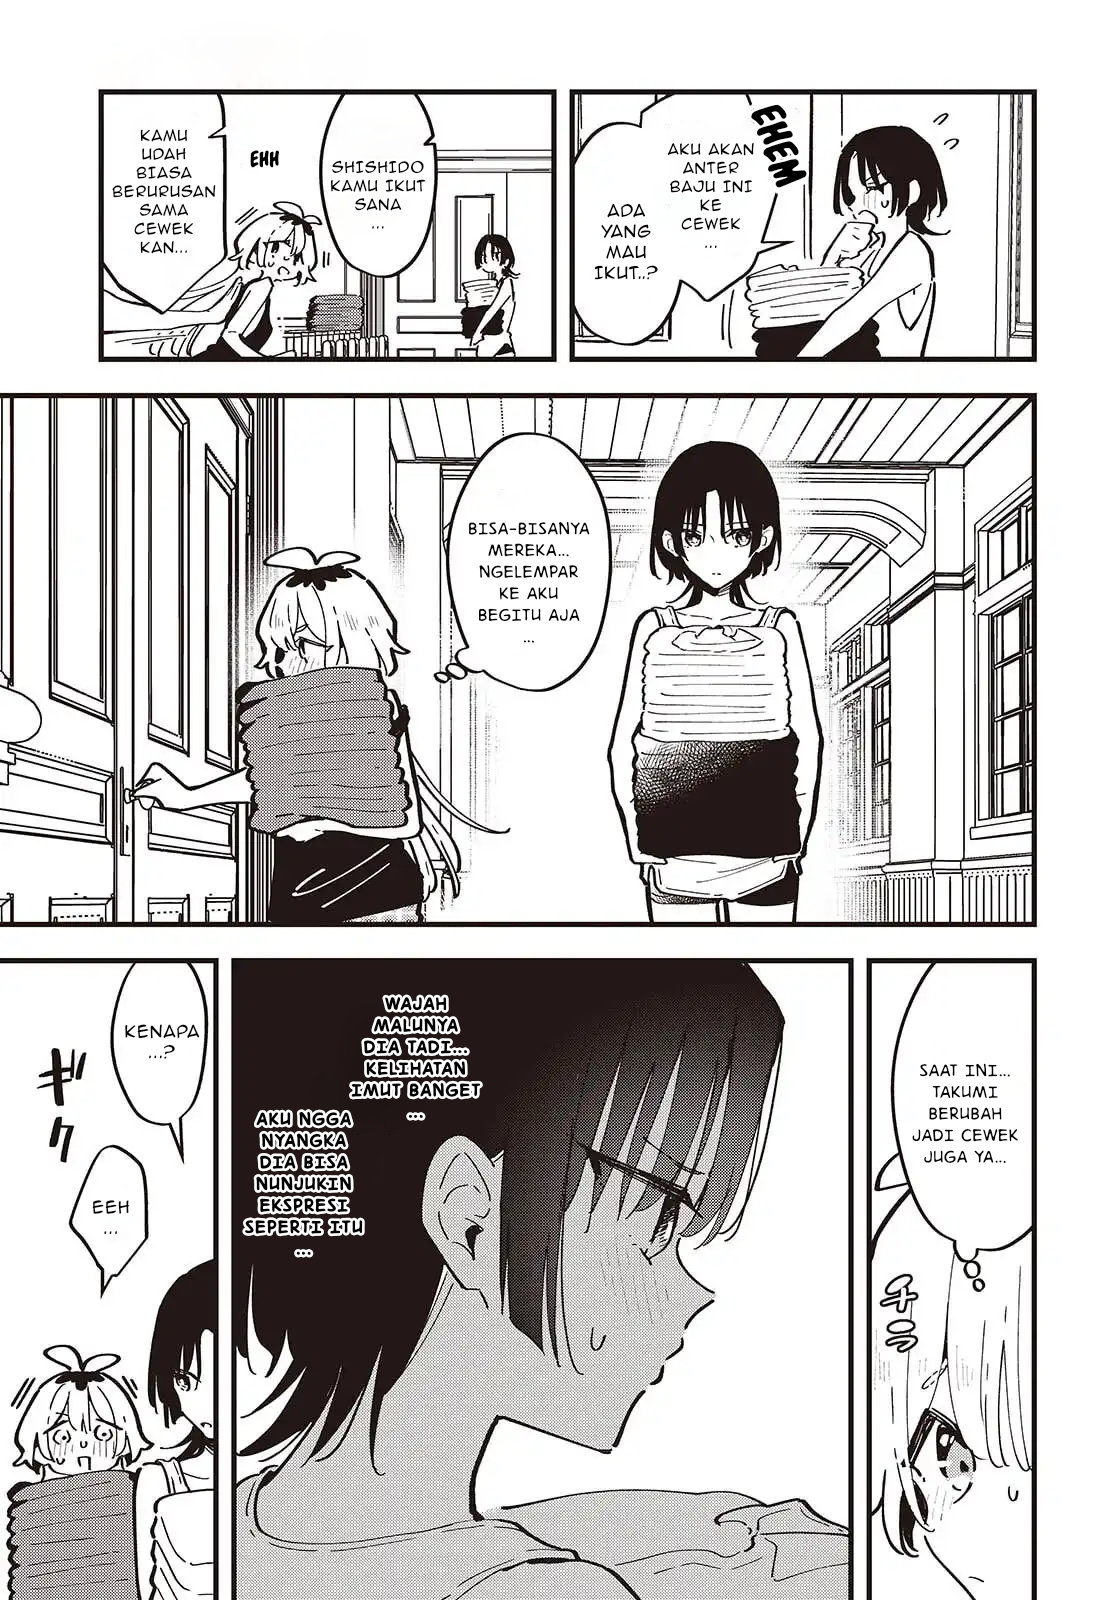 EHEM
AKU AKAN
ANTER
BAJU INI
KE
CEWEK
...
ADA
YANG
MAU
IKUT..?
SHISHIDO
KAMU IKUT
SANA
...
EHH
KAMU
UDAH
BIASA
BERURUSAN
SAMA
CEWEK
KAN...
BISA-BISANYA
MEREKA...
NGELEMPAR
KE AKU
BEGITU AJA
...
SAAT INI...
TAKUMI
BERUBAH
JADI CEWEK
JUGA YA...
チラ
WAJAH
MALUNYA
DIA TADI...
KELIHATAN
IMUT BANGET
...
AKU NGGA
NYANGKA
DIA BISA
NUNJUKIN
EKSPRESI
SEPERTI ITU
...
KENAPA
...?
ギク
EEH
...